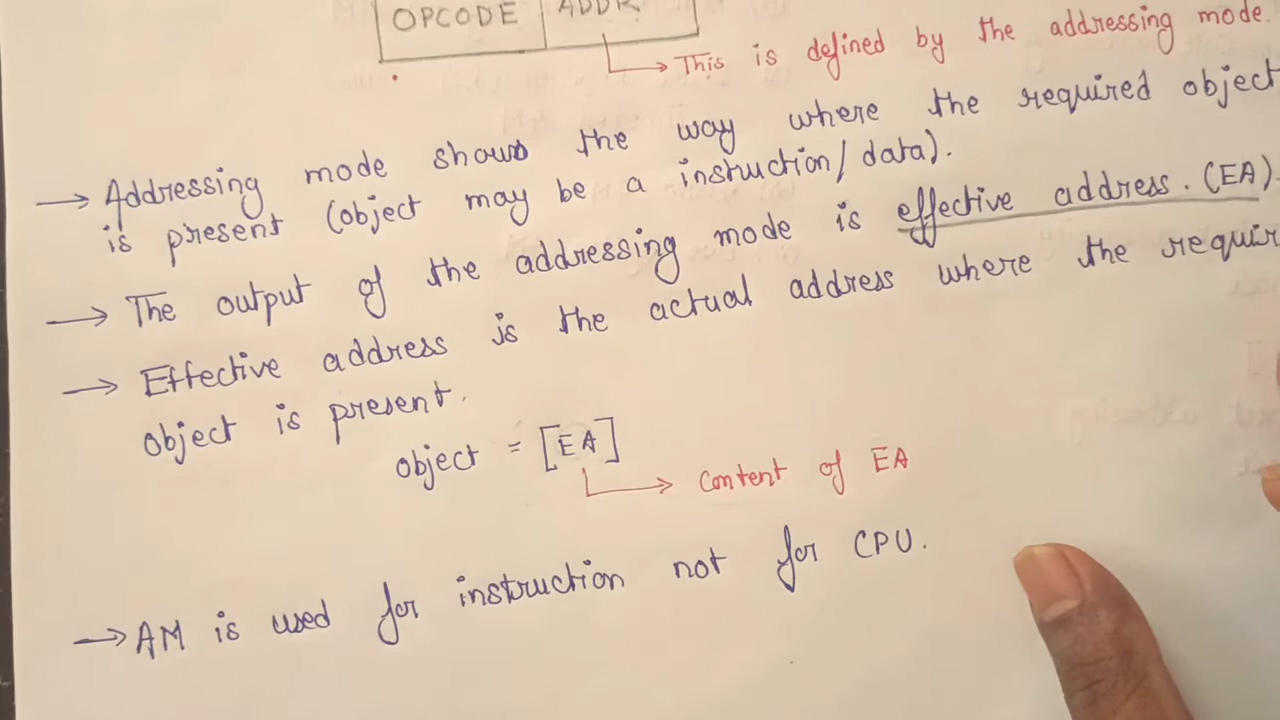 OPCODE ADDR
This is defined by the addressing mode.
→ Addressing mode shows the way where the required object
is present (object may be a instruction/data).
→ The output of the addressing mode is effective address. (EA).
→ Effective address is the actual address where the requir
object is present.
object = [EA]
Content of EA
→ AM is used for instruction not for CPU.